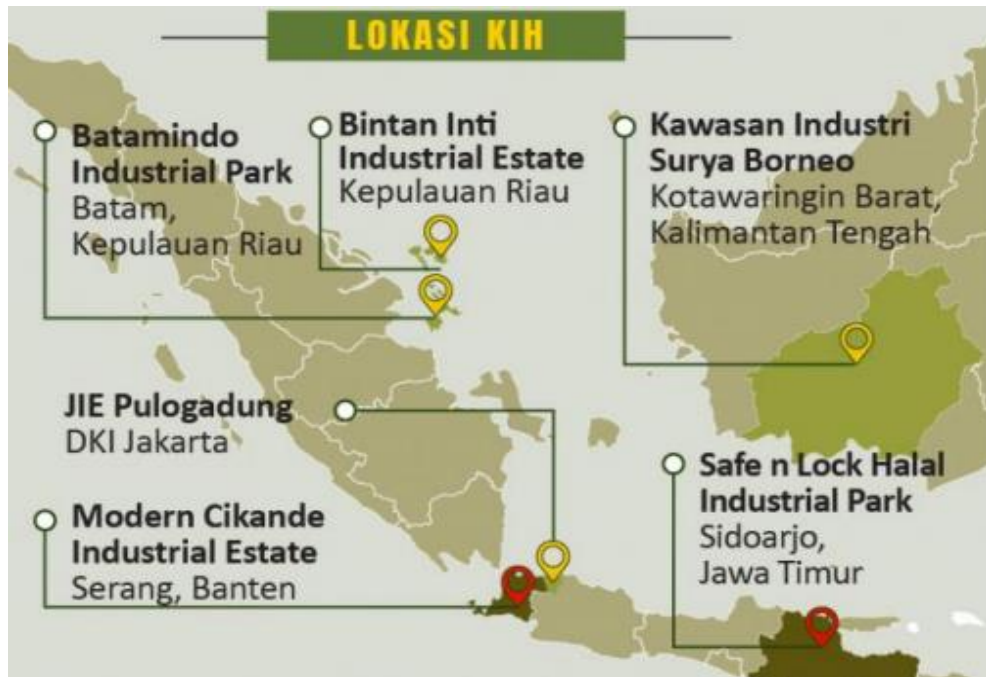 LOKASI KIH
Batamindo
Industrial Park
Batam,
Kepulauan Riau
Bintan Inti
Industrial Estate
Kepulauan Riau
Kawasan Industri
Surya Borneo
Kotawaringin Barat,
Kalimantan Tengah
JIE Pulogadung
DKI Jakarta
Modern Cikande
Industrial Estate
Serang, Banten
Safe n Lock Halal
Industrial Park
Sidoarjo,
Jawa Timur